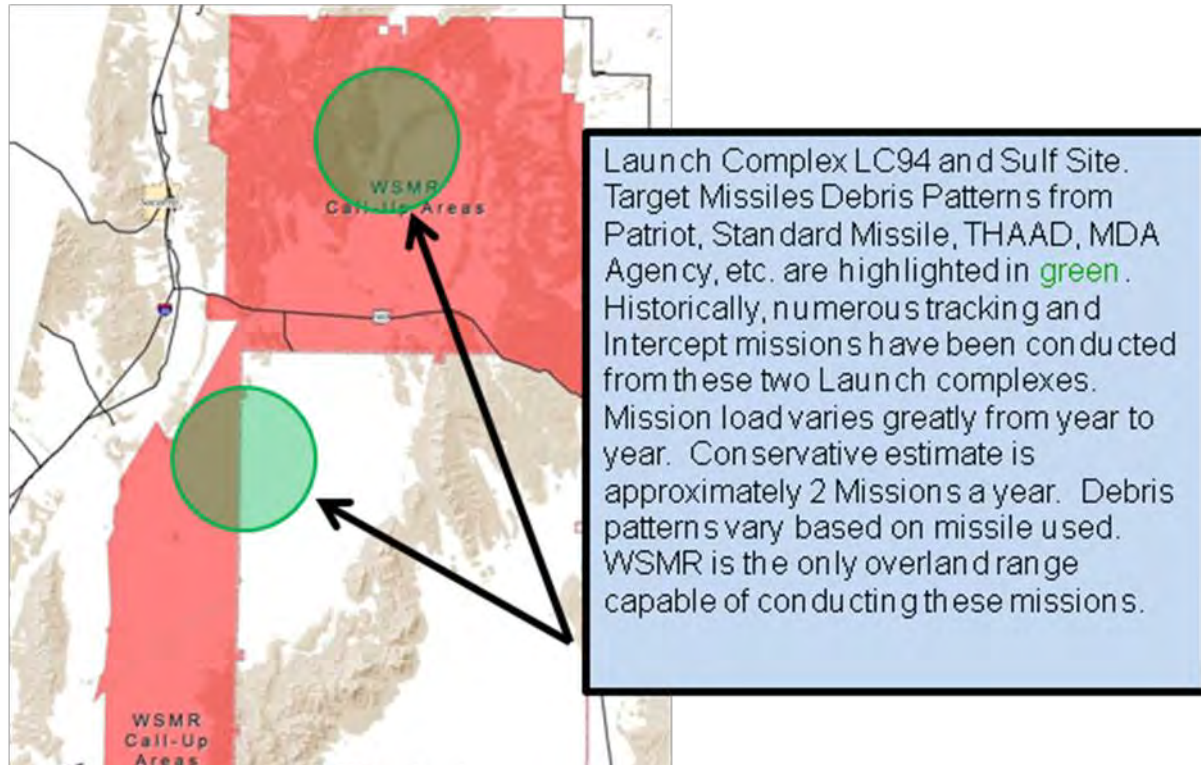 WSMR
Call-Up Areas
Launch Complex LC94 and Sulf Site.
Target Missiles Debris Patterns from
Patriot, Standard Missile, THAAD, MDA
Agency, etc. are highlighted in green.
Historically, numerous tracking and
Intercept missions have been conducted
from these two Launch complexes.
Mission load varies greatly from year to
year. Conservative estimate is
approximately 2 Missions a year. Debris
patterns vary based on missile used.
WSMR is the only overland range
capable of conducting these missions.
WSMR
Call-Up
Areas